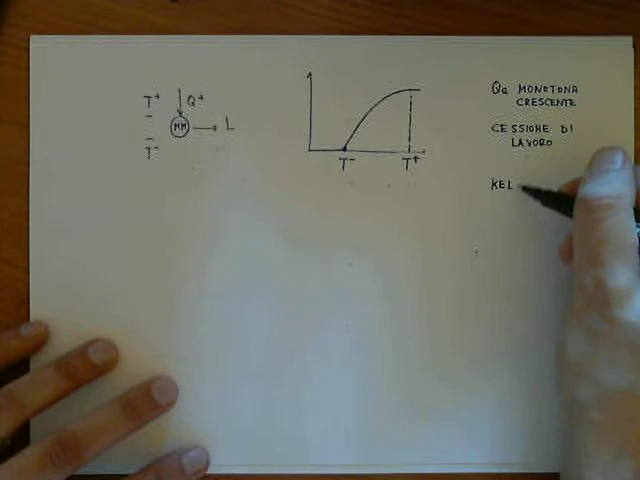 T⁺ Q⁺
MM L
T⁻
T⁻ T⁺
Qa MONOTONA
CRESCENTE
CESSIONE DI
LAVORO
KEL